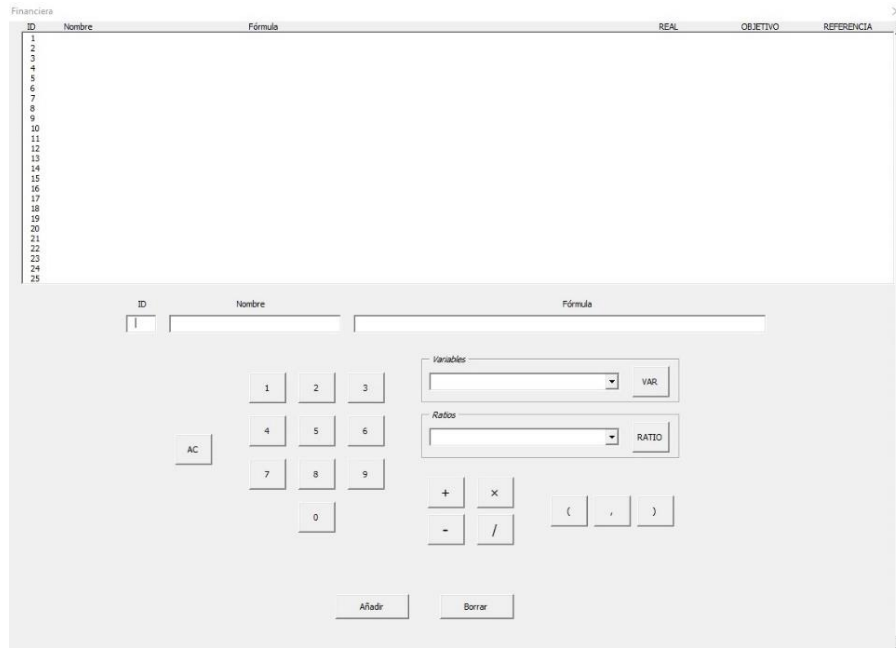 Financiera
ID Nombre Fórmula REAL OBJETIVO REFERENCIA
1
2
3
4
5
6
7
8
9
10
11
12
13
14
15
16
17
18
19
20
21
22
23
24
25
ID Nombre Fórmula
Variables
VAR
Ratios
RATIO
1 2 3
4 5 6
AC
7 8 9
0
+ ×
- /
( , )
Añadir Borrar